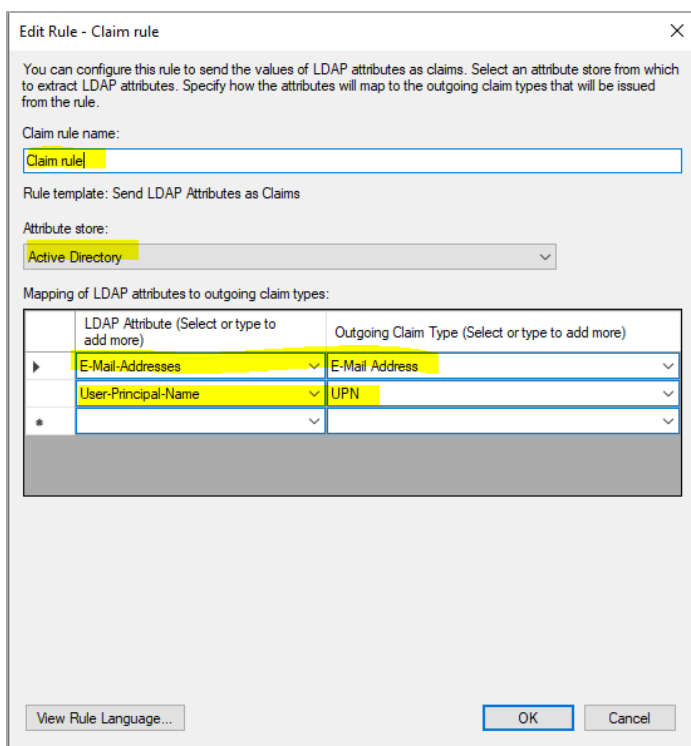 Edit Rule - Claim rule
You can configure this rule to send the values of LDAP attributes as claims. Select an attribute store from which
to extract LDAP attributes. Specify how the attributes will map to the outgoing claim types that will be issued
from the rule.
Claim rule name:
Claim rule
Rule template: Send LDAP Attributes as Claims
Attribute store:
Active Directory
Mapping of LDAP attributes to outgoing claim types:
LDAP Attribute (Select or type to
add more)
Outgoing Claim Type (Select or type to add more)
E-Mail-Addresses
E-Mail Address
User-Principal-Name
UPN
View Rule Language...
OK
Cancel